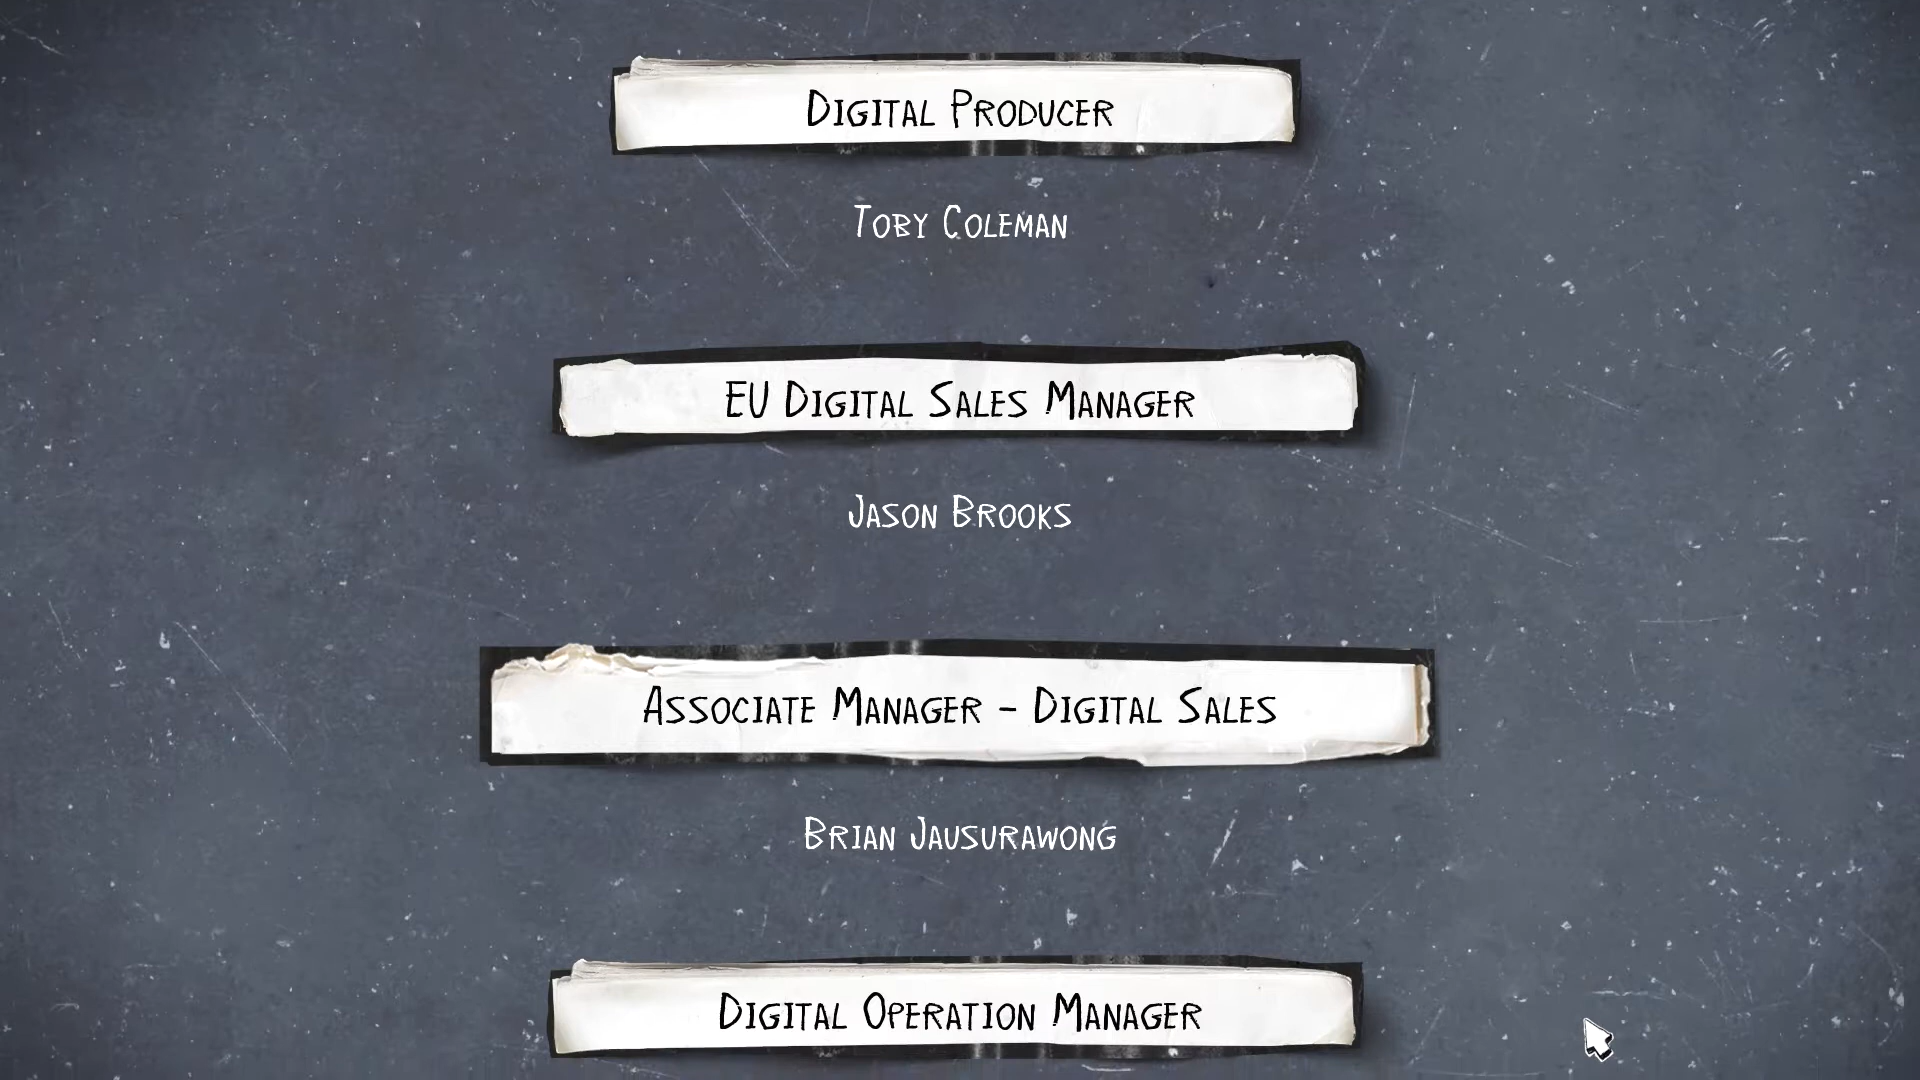 Digital Producer
Toby Coleman
EU Digital Sales Manager
Jason Brooks
Associate Manager - Digital Sales
Brian Jausurawong
Digital Operation Manager